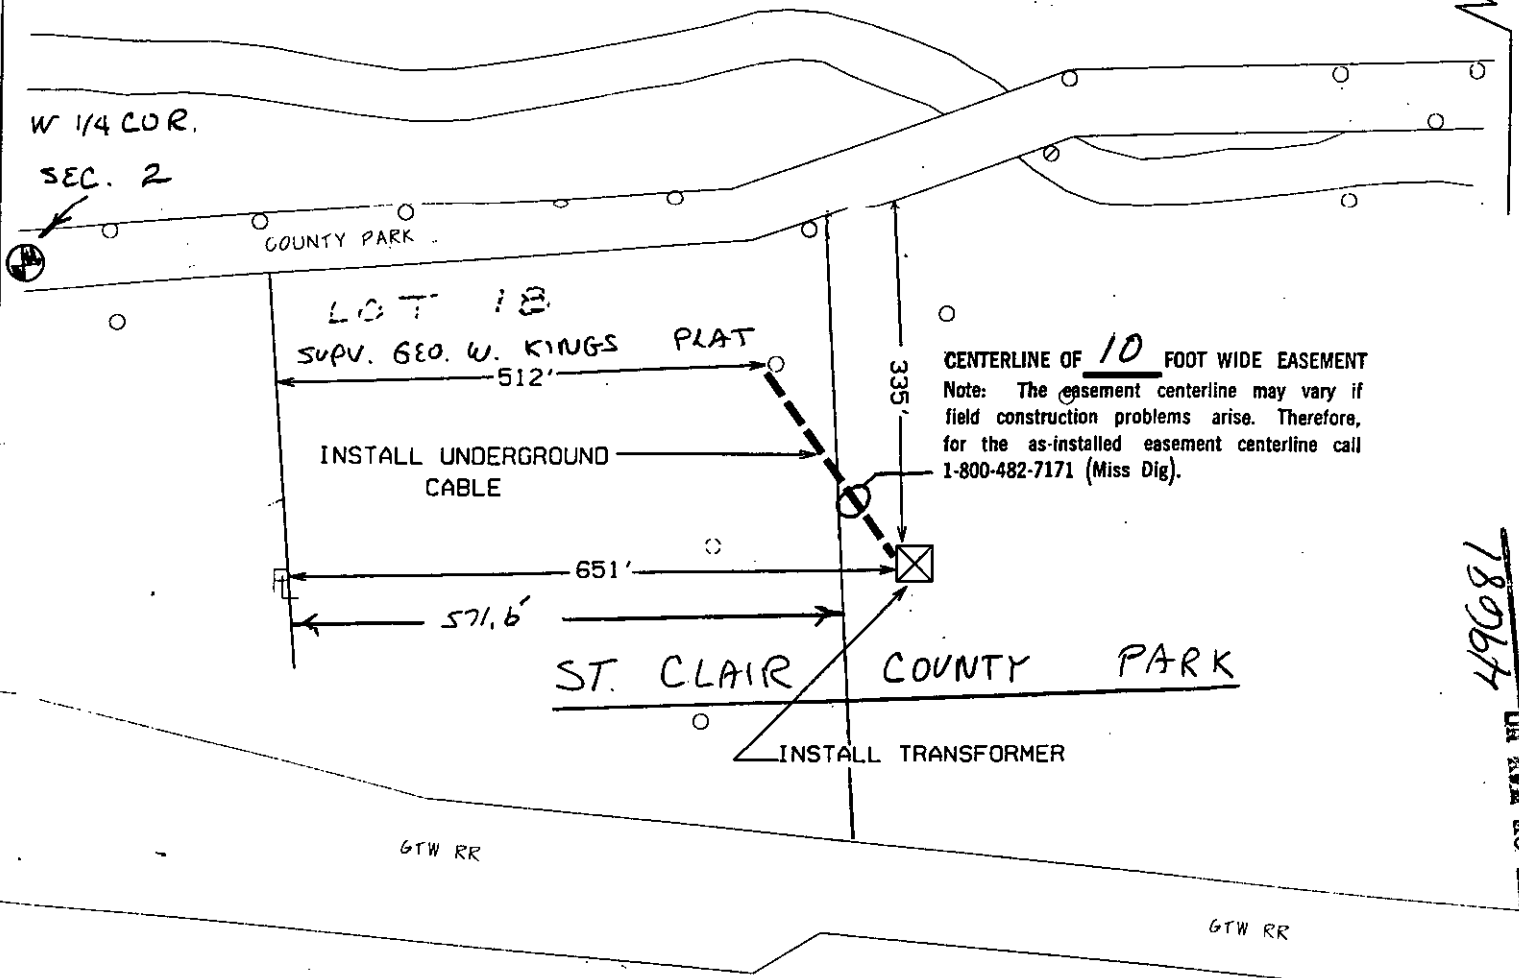 W 1/4 COR.
SEC. 2
COUNTY PARK
LOT 18
SUPV. GEO. W. KINGS PLAT
512'
335'
CENTERLINE OF 10 FOOT WIDE EASEMENT
Note: The easement centerline may vary if
field construction problems arise. Therefore,
for the as-installed easement centerline call
1-800-482-7171 (Miss Dig).
INSTALL UNDERGROUND
CABLE
651'
571.6'
ST. CLAIR COUNTY PARK
INSTALL TRANSFORMER
GTW RR
GTW RR
49681